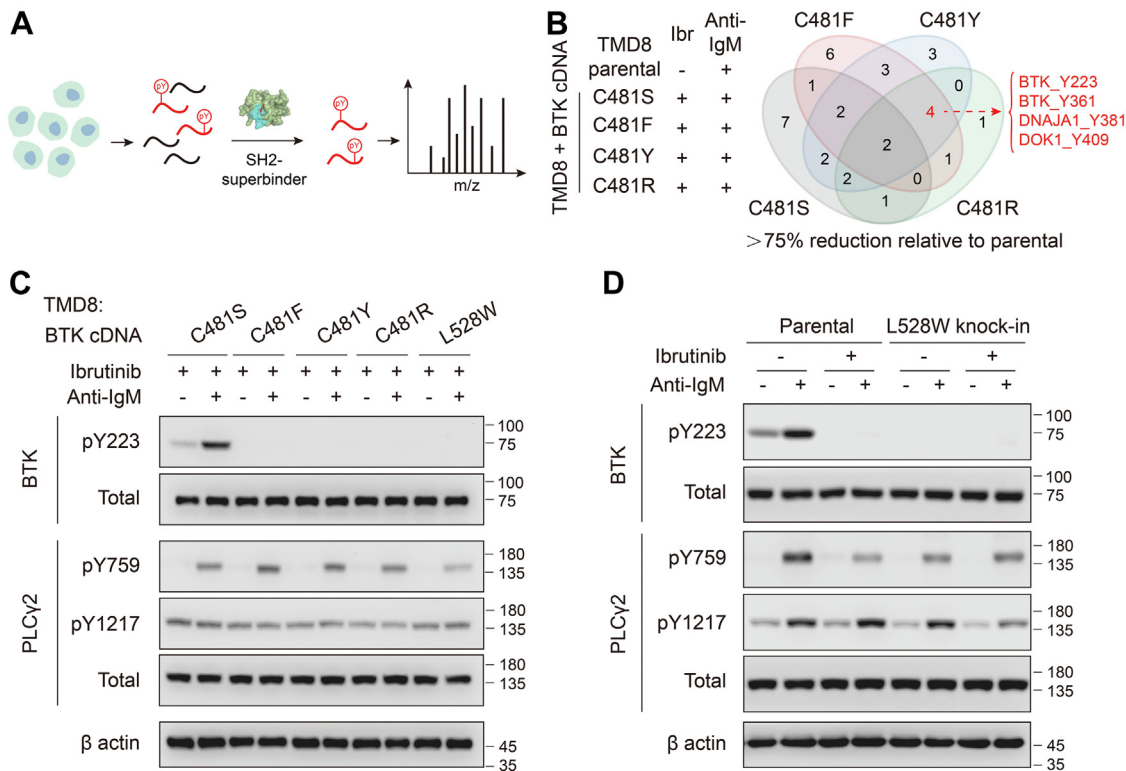 A
pY
pY
pY
pY
SH2-
superbinder
m/z
B
TMD8 + BTK cDNA
TMD8
parental
Ibr
Anti-
IgM
- +
C481S + +
C481F + +
C481Y + +
C481R + +
C481F
C481Y
C481S
C481R
6
3
1
3
0
7
2
4
1
2
2
2
0
1
1
BTK_Y223
BTK_Y361
DNAJA1_Y381
DOK1_Y409
>75% reduction relative to parental
C
TMD8:
BTK cDNA
C481S C481F C481Y C481R L528W
Ibrutinib + + + + + + + + + +
Anti-IgM - + - + - + - + - +
BTK
pY223
100
75
Total
100
75
PLCγ2
pY759
180
135
pY1217
180
135
Total
180
135
β actin
45
35
D
Parental L528W knock-in
Ibrutinib - + - +
Anti-IgM - + - + - + - +
BTK
pY223
100
75
Total
100
75
PLCγ2
pY759
180
135
pY1217
180
135
Total
180
135
β actin
45
35